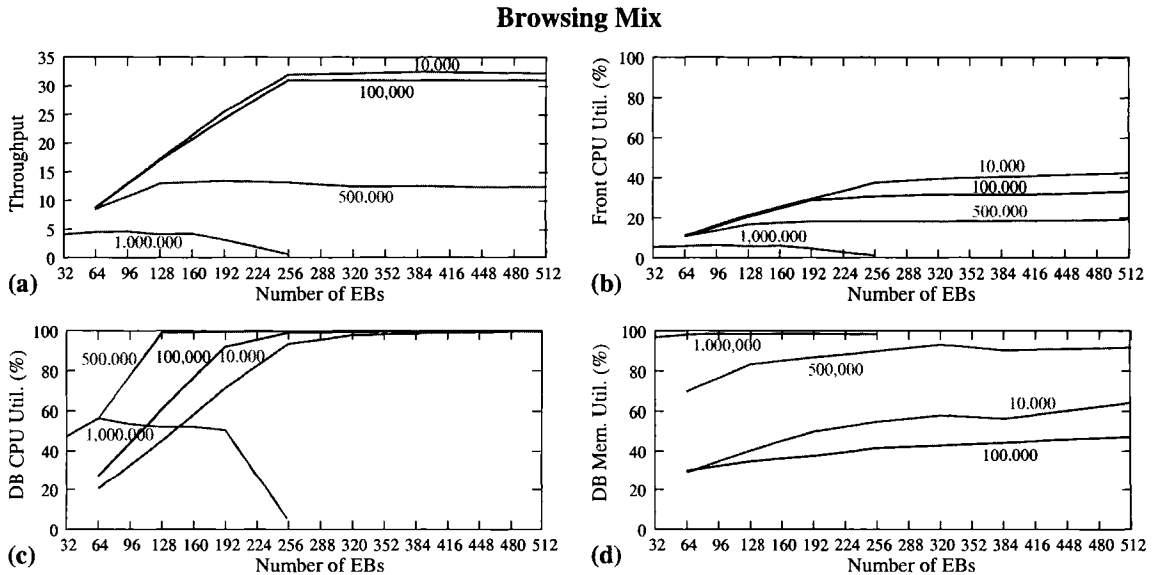 Browsing Mix
Throughput
35
30
25
20
15
10
5
0
10.000
100,000
500.000
1.000.000
32 64 96 128 160 192 224 256 288 320 352 384 416 448 480 512
(a)
Number of EBs
Front CPU Util. (%)
100
80
60
40
20
0
10.000
100.000
500.000
1,000.000
32 64 96 128 160 192 224 256 288 320 352 384 416 448 480 512
(b)
Number of EBs
DB CPU Util. (%)
100
80
60
40
20
0
500.000
100,000
10.000
1.000.000
32 64 96 128 160 192 224 256 288 320 352 384 416 448 480 512
(c)
Number of EBs
DB Mem. Util. (%)
100
80
60
40
20
0
1.000,000
500,000
10.000
100.000
32 64 96 128 160 192 224 256 288 320 352 384 416 448 480 512
(d)
Number of EBs